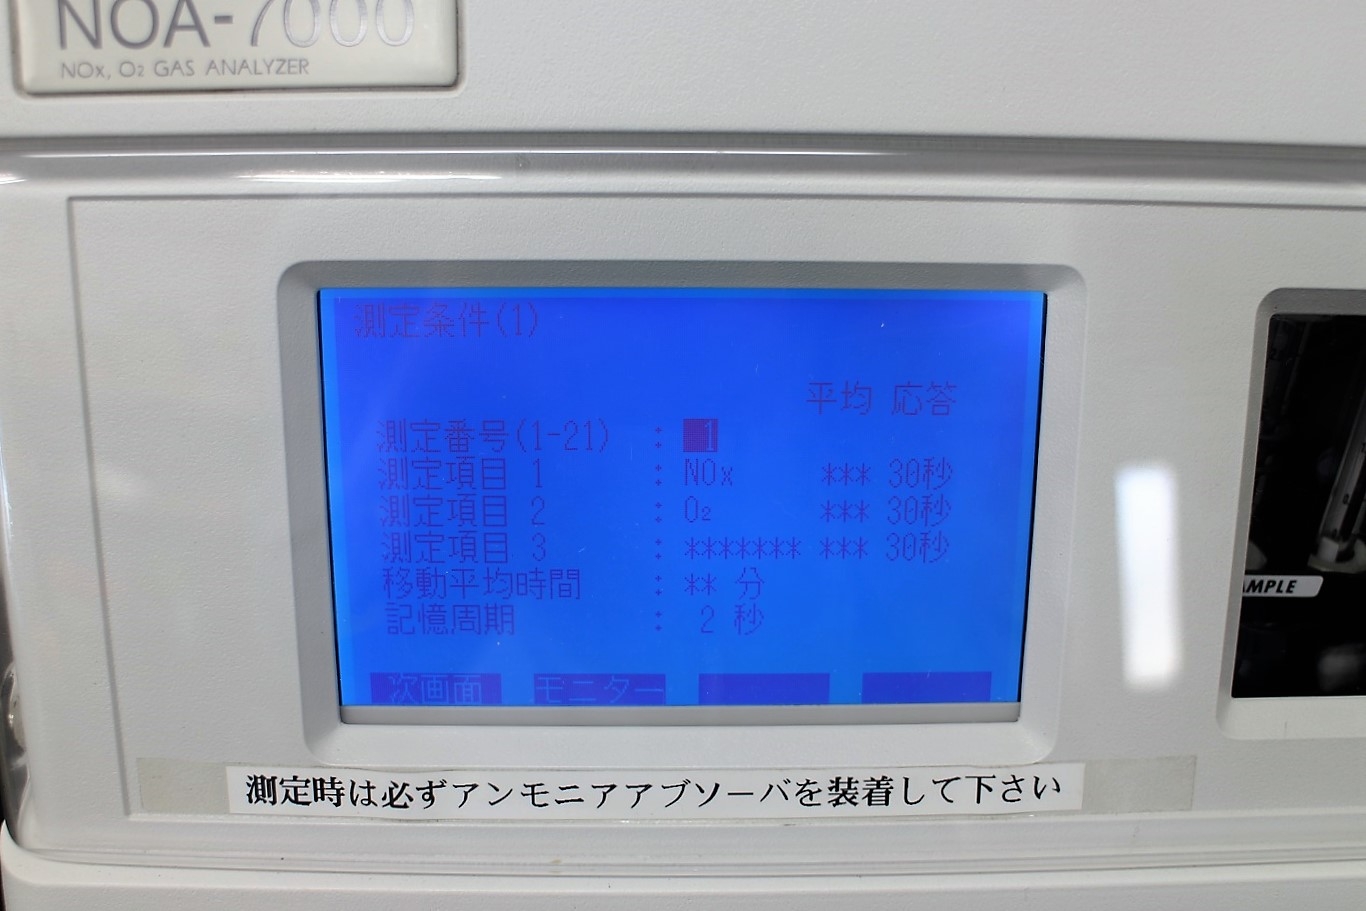 NOA-7000
NOx, O₂ GAS ANALYZER
測定条件(1)
平均 応答
測定番号(1-21) : 1
測定項目 1 : NOx *** 30秒
測定項目 2 : O₂ *** 30秒
測定項目 3 : ******* *** 30秒
移動平均時間 : ** 分
記憶周期 : 2 秒
次画面 モニター
AMPLE
測定時は必ずアンモニアアブソーバを装着して下さい